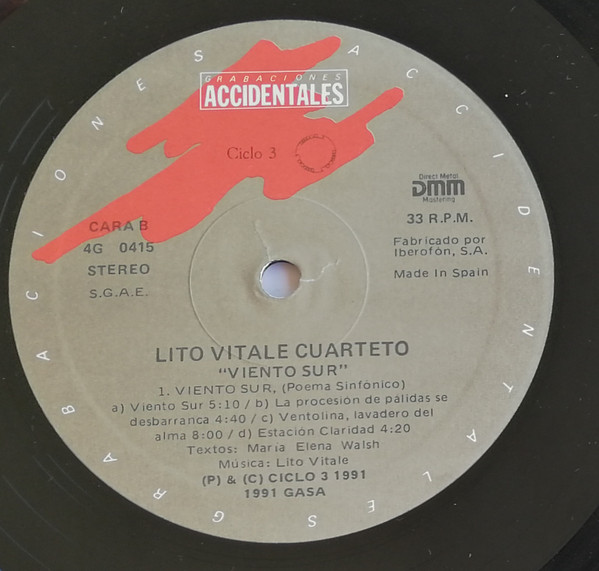 GRABACIONES
ACCIDENTALES
Ciclo 3
Direct Metal
DMM
Mastering
CARA B
4G 0415
STEREO
S.G.A.E.
33 R.P.M.
Fabricado por
Iberofón, S.A.
Made In Spain
LITO VITALE CUARTETO
"VIENTO SUR"
1. VIENTO SUR, (Poema Sinfónico)
a) Viento Sur 5:10 / b) La procesión de pálidas se
desbarranca 4:40 / c) Ventolina, lavadero del
alma 8:00 / d) Estación Claridad 4:20
Textos: María Elena Walsh
Música: Lito Vitale
(P) & (C) CICLO 3 1991
1991 GASA
GRABACIONES ACCIDENTALES